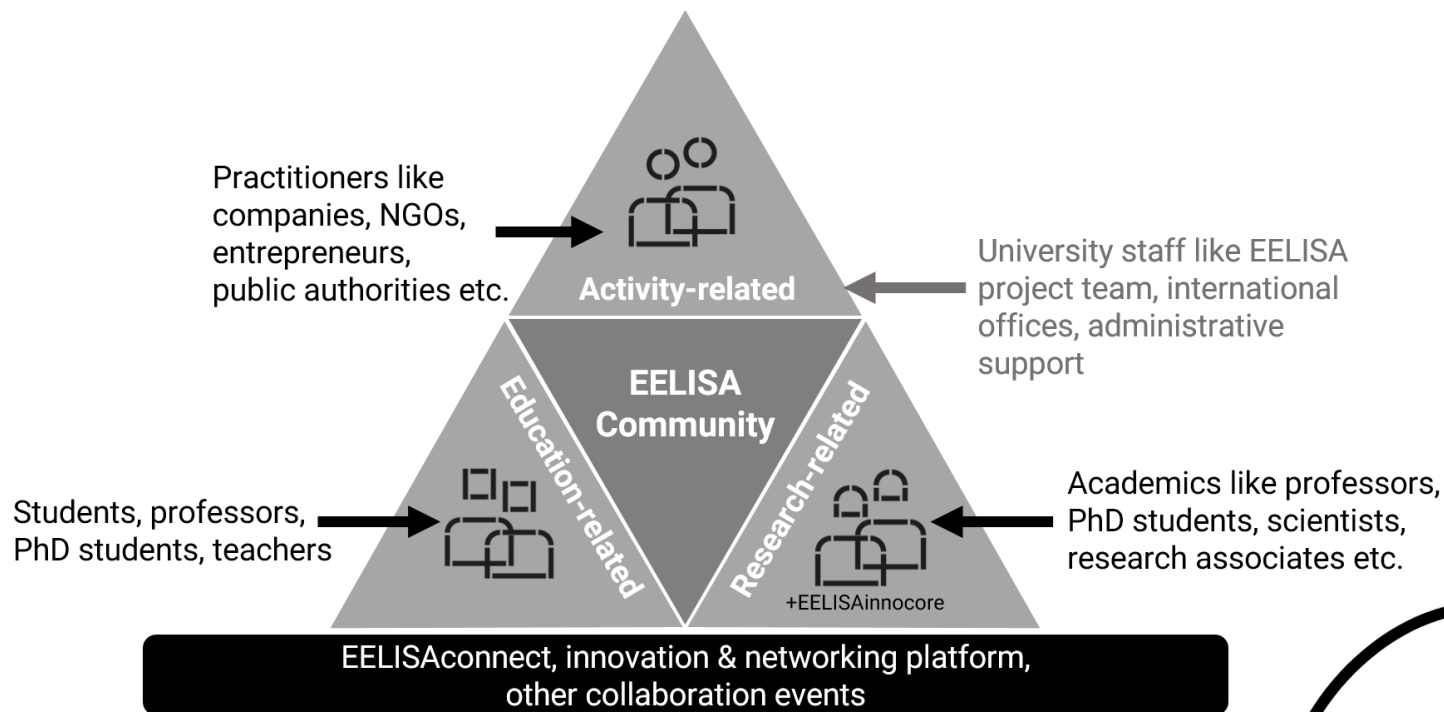 Practitioners like
companies, NGOs,
entrepreneurs,
public authorities etc.
Activity-related
University staff like EELISA
project team, international
offices, administrative
support
EELISA
Community
Education-related
Research-related
Students, professors,
PhD students, teachers
Academics like professors,
PhD students, scientists,
research associates etc.
+EELISAinnocore
EELISAconnect, innovation & networking platform,
other collaboration events